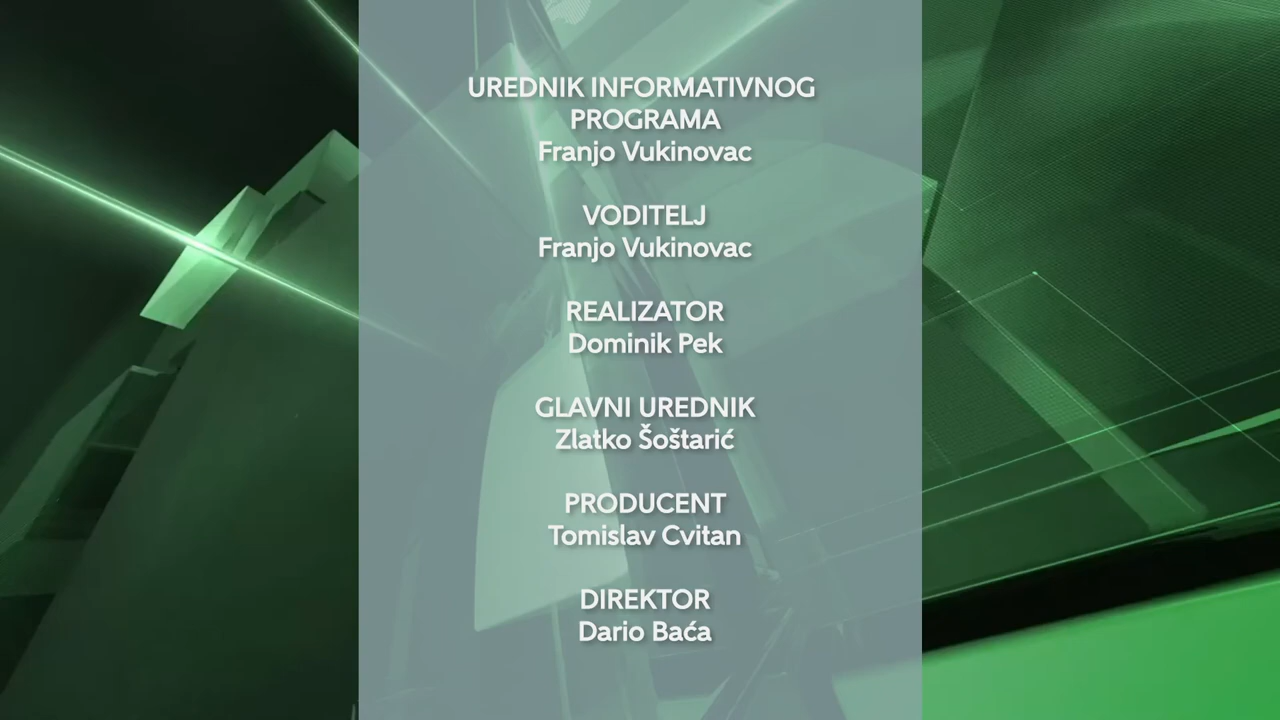 UREDNIK INFORMATIVNOG
PROGRAMA
Franjo Vukinovac
VODITELJ
Franjo Vukinovac
REALIZATOR
Dominik Pek
GLAVNI UREDNIK
Zlatko Šoštarić
PRODUCENT
Tomislav Cvitan
DIREKTOR
Dario Baća